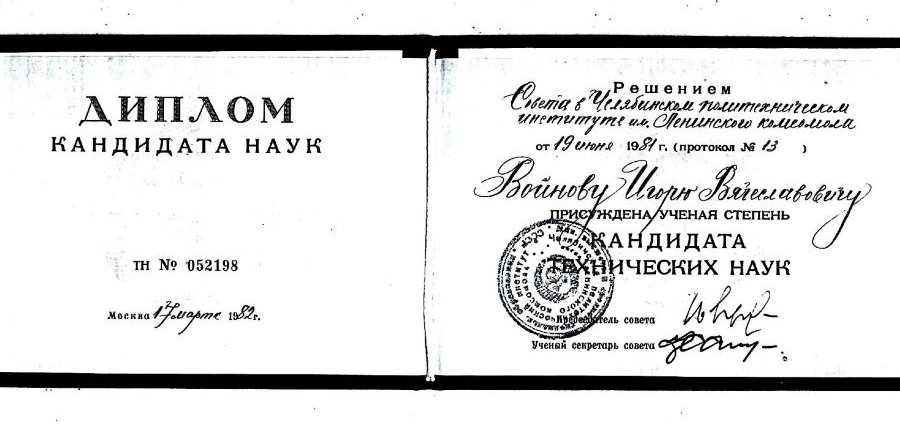 ДИПЛОМ
КАНДИДАТА НАУК
ТН № 052198
Москва 17 марта 1982г.
Решением
Совета в Челябинском политехническом
институте им. Ленинского комсомола
от 19 июня 1981 г. (протокол № 13 )
Войнову Игорю Вячеславовичу
ПРИСУЖДЕНА УЧЕНАЯ СТЕПЕНЬ
КАНДИДАТА
ТЕХНИЧЕСКИХ НАУК
Председатель совета
Ученый секретарь совета